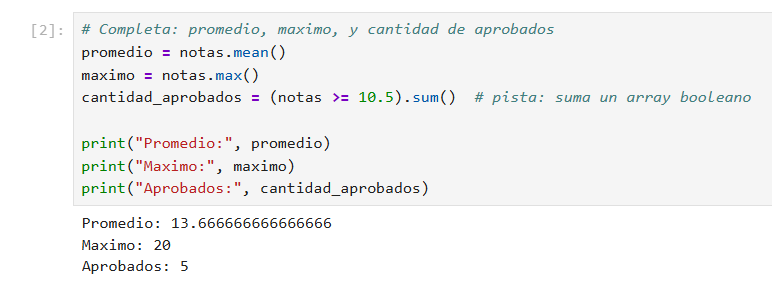 [2]: # Completa: promedio, maximo, y cantidad de aprobados
promedio = notas.mean()
maximo = notas.max()
cantidad_aprobados = (notas >= 10.5).sum()  # pista: suma un array booleano

print("Promedio:", promedio)
print("Maximo:", maximo)
print("Aprobados:", cantidad_aprobados)
Promedio: 13.666666666666666
Maximo: 20
Aprobados: 5